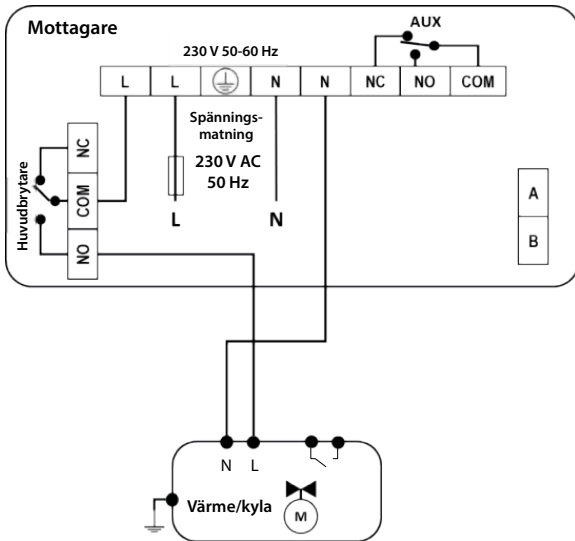 Mottagare
AUX
230 V 50-60 Hz
L L N N NC NO COM
Spännings-
matning
230 V AC
50 Hz
L N
Huvudbrytare
NC
COM
NO
A
B
N L
Värme/kyla
M